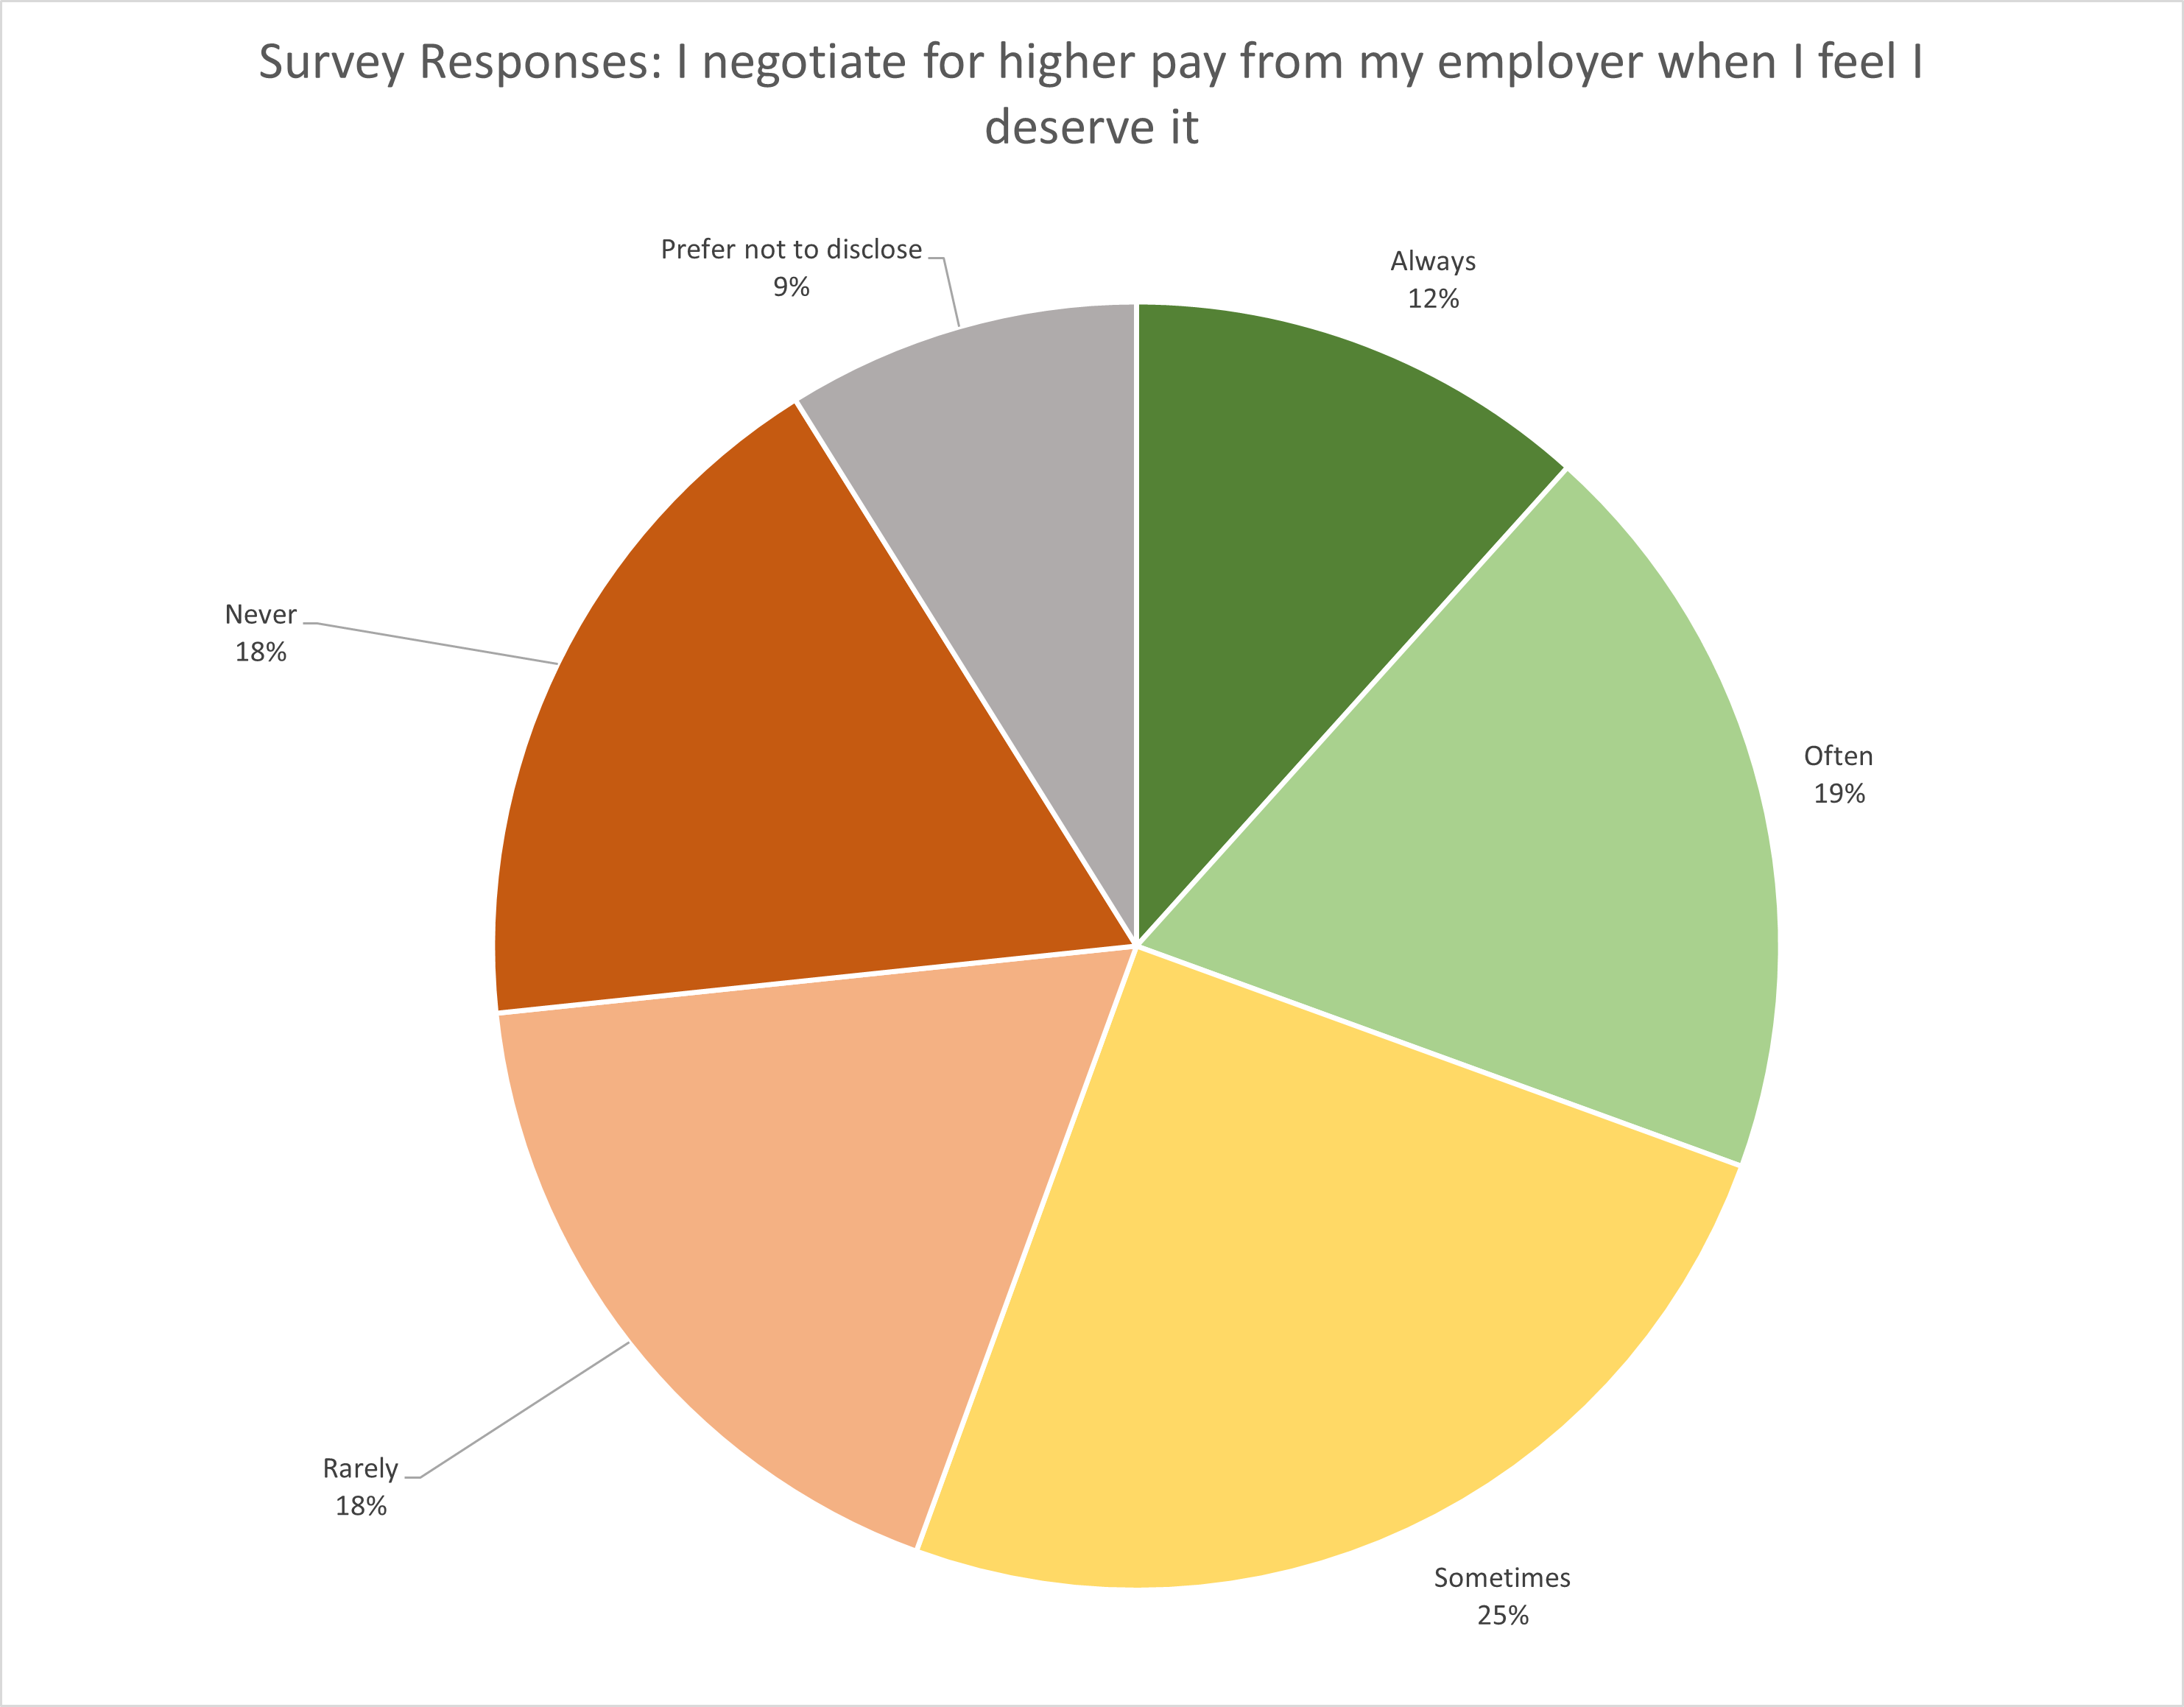 Survey Responses: I negotiate for higher pay from my employer when I feel I
deserve it
Prefer not to disclose
9%
Always
12%
Never
18%
Often
19%
Rarely
18%
Sometimes
25%